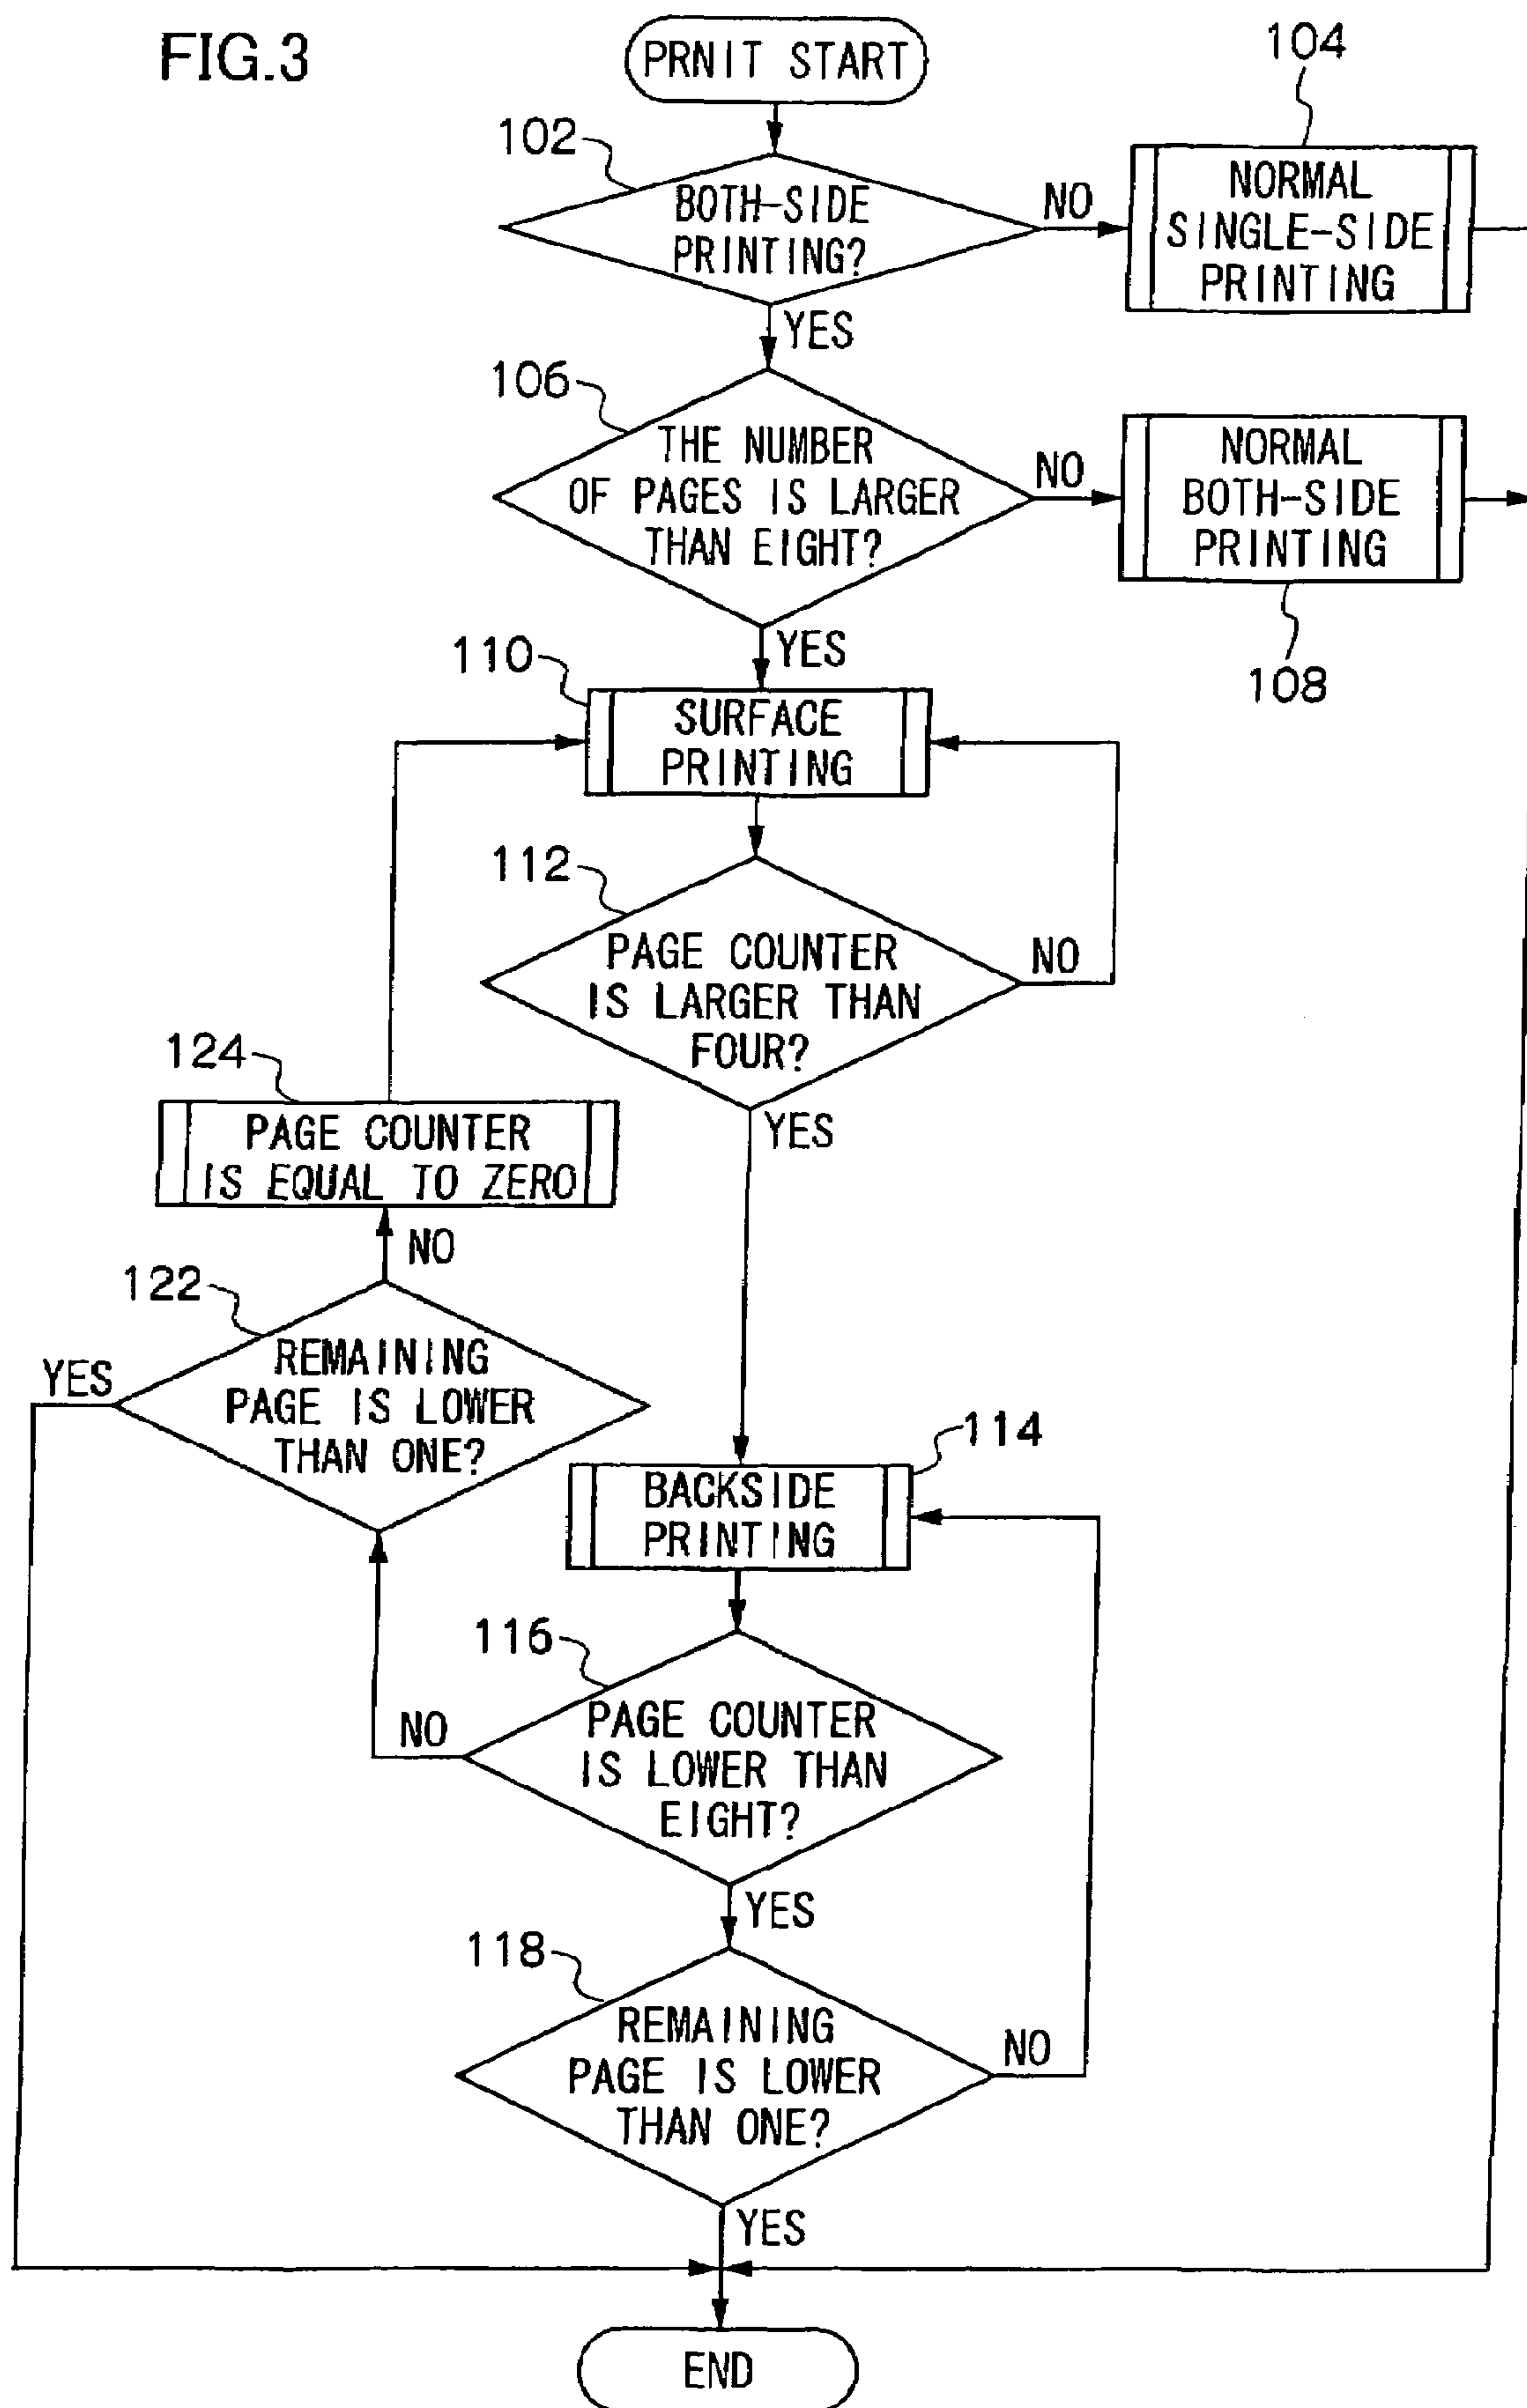 FIG.3
PRNIT START
104
102
BOTH-SIDE
PRINTING?
NO
NORMAL
SINGLE-SIDE
PRINTING
YES
106
THE NUMBER
OF PAGES IS LARGER
THAN EIGHT?
NO
NORMAL
BOTH-SIDE
PRINTING
108
YES
110
SURFACE
PRINTING
112
PAGE COUNTER
IS LARGER THAN
FOUR?
NO
YES
124
PAGE COUNTER
IS EQUAL TO ZERO
NO
122
REMAINING
PAGE IS LOWER
THAN ONE?
YES
114
BACKSIDE
PRINTING
116
PAGE COUNTER
IS LOWER THAN
EIGHT?
NO
YES
118
REMAINING
PAGE IS LOWER
THAN ONE?
NO
YES
END